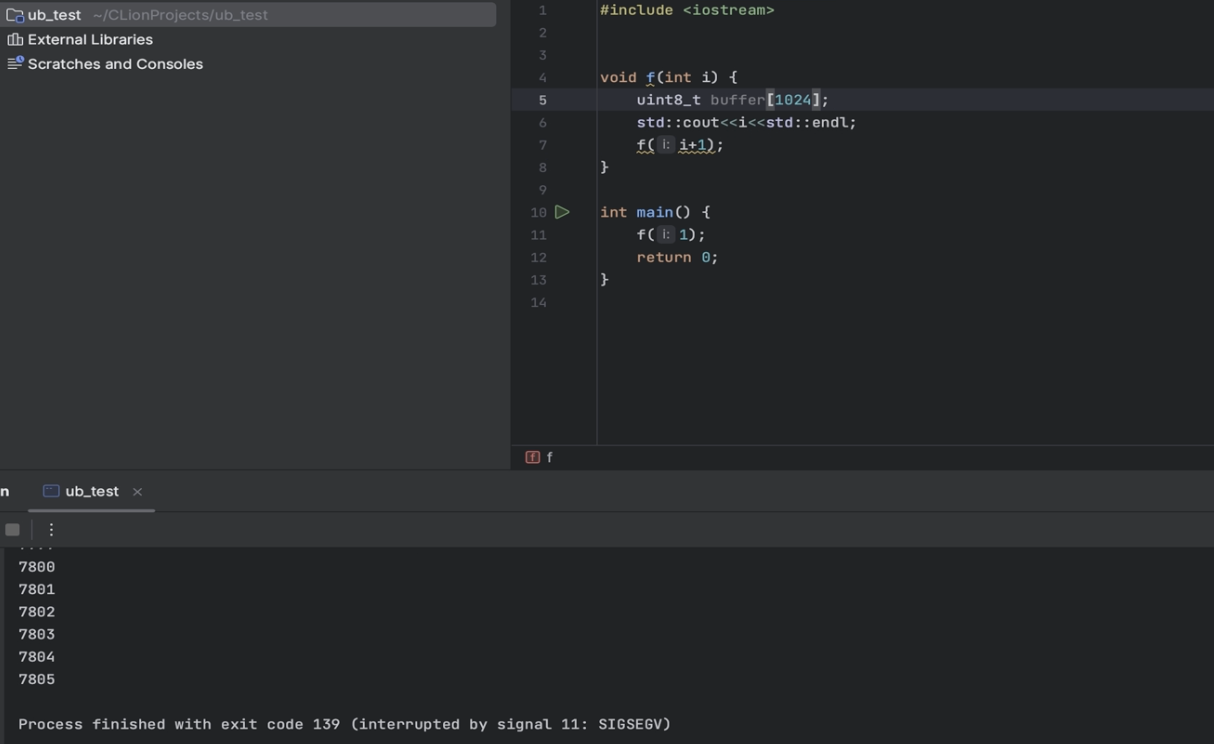 ub_test ~/CLionProjects/ub_test
External Libraries
Scratches and Consoles
1 #include <iostream>
2
3
4 void f(int i) {
5 uint8_t buffer[1024];
6 std::cout<<i<<std::endl;
7 f( i: i+1);
8 }
9
10 int main() {
11 f( i: 1);
12 return 0;
13 }
14
f f
n ub_test ×
7800
7801
7802
7803
7804
7805
Process finished with exit code 139 (interrupted by signal 11: SIGSEGV)